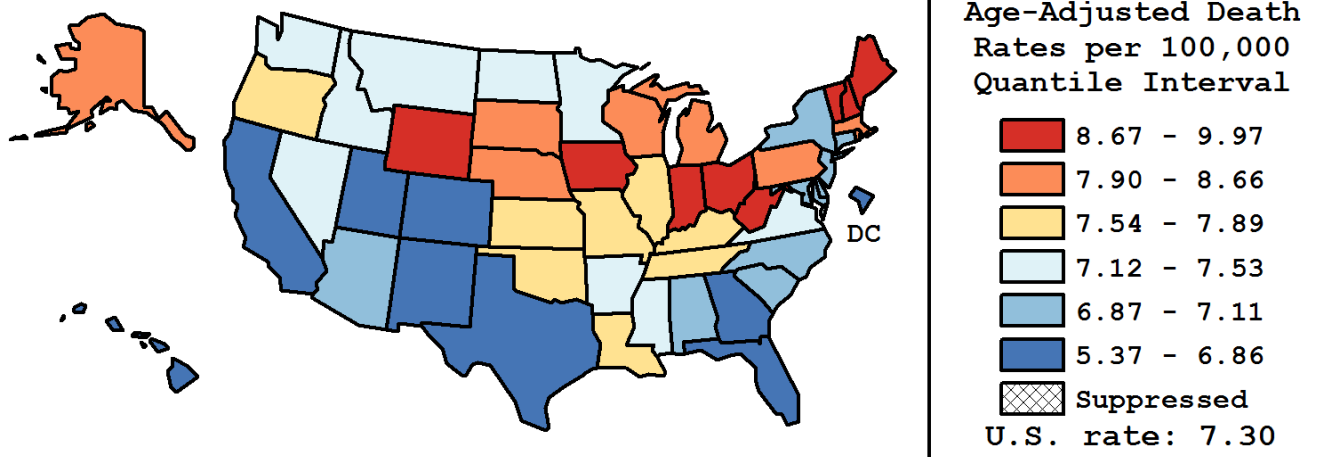 Age-Adjusted Death
Rates per 100,000
Quantile Interval
8.67 - 9.97
7.90 - 8.66
7.54 - 7.89
7.12 - 7.53
6.87 - 7.11
5.37 - 6.86
Suppressed
U.S. rate: 7.30
DC